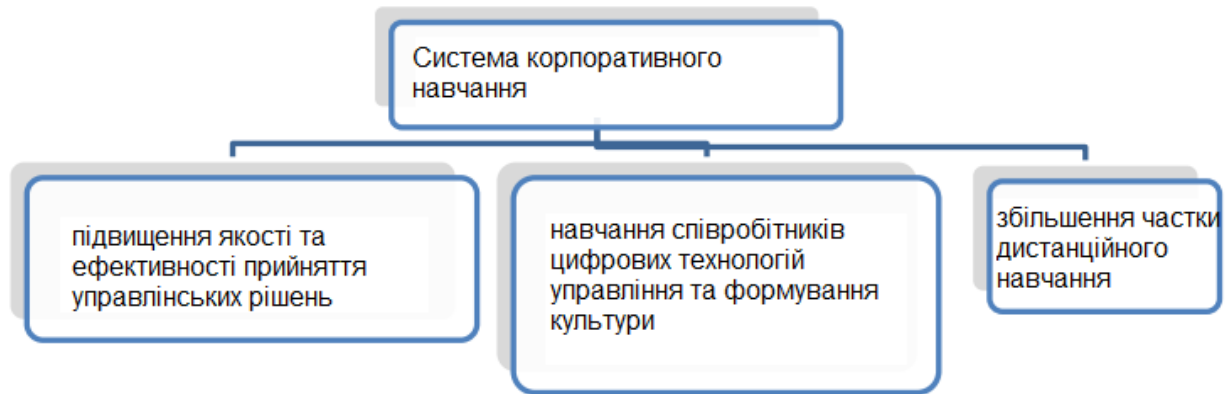 Система корпоративного
навчання
підвищення якості та
ефективності прийняття
управлінських рішень
навчання співробітників
цифрових технологій
управління та формування
культури
збільшення частки
дистанційного
навчання